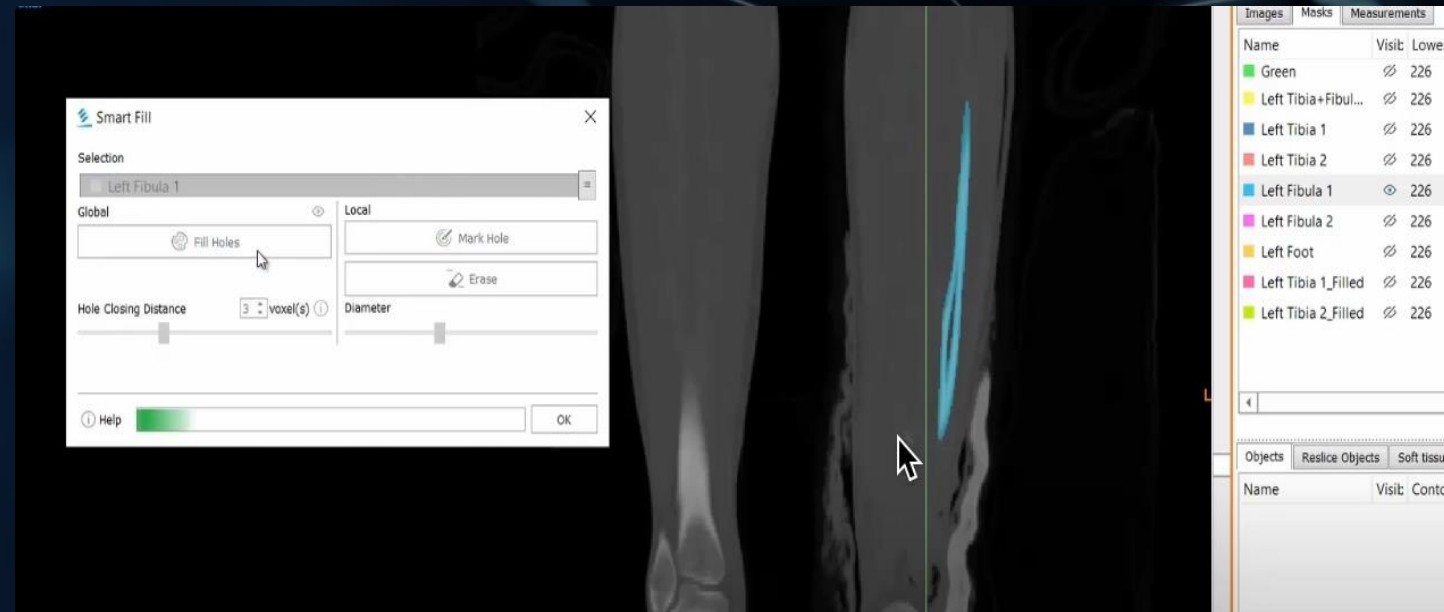 Smart Fill
Selection
Left Fibula 1
Global
Local
Fill Holes
Mark Hole
Erase
Hole Closing Distance
3 voxel(s)
Diameter
Help
OK
L
Images Masks Measurements
Name Visib Lowe
Green 226
Left Tibia+Fibul... 226
Left Tibia 1 226
Left Tibia 2 226
Left Fibula 1 226
Left Fibula 2 226
Left Foot 226
Left Tibia 1_Filled 226
Left Tibia 2_Filled 226
Objects Reslice Objects Soft tissu
Name Visib Conto